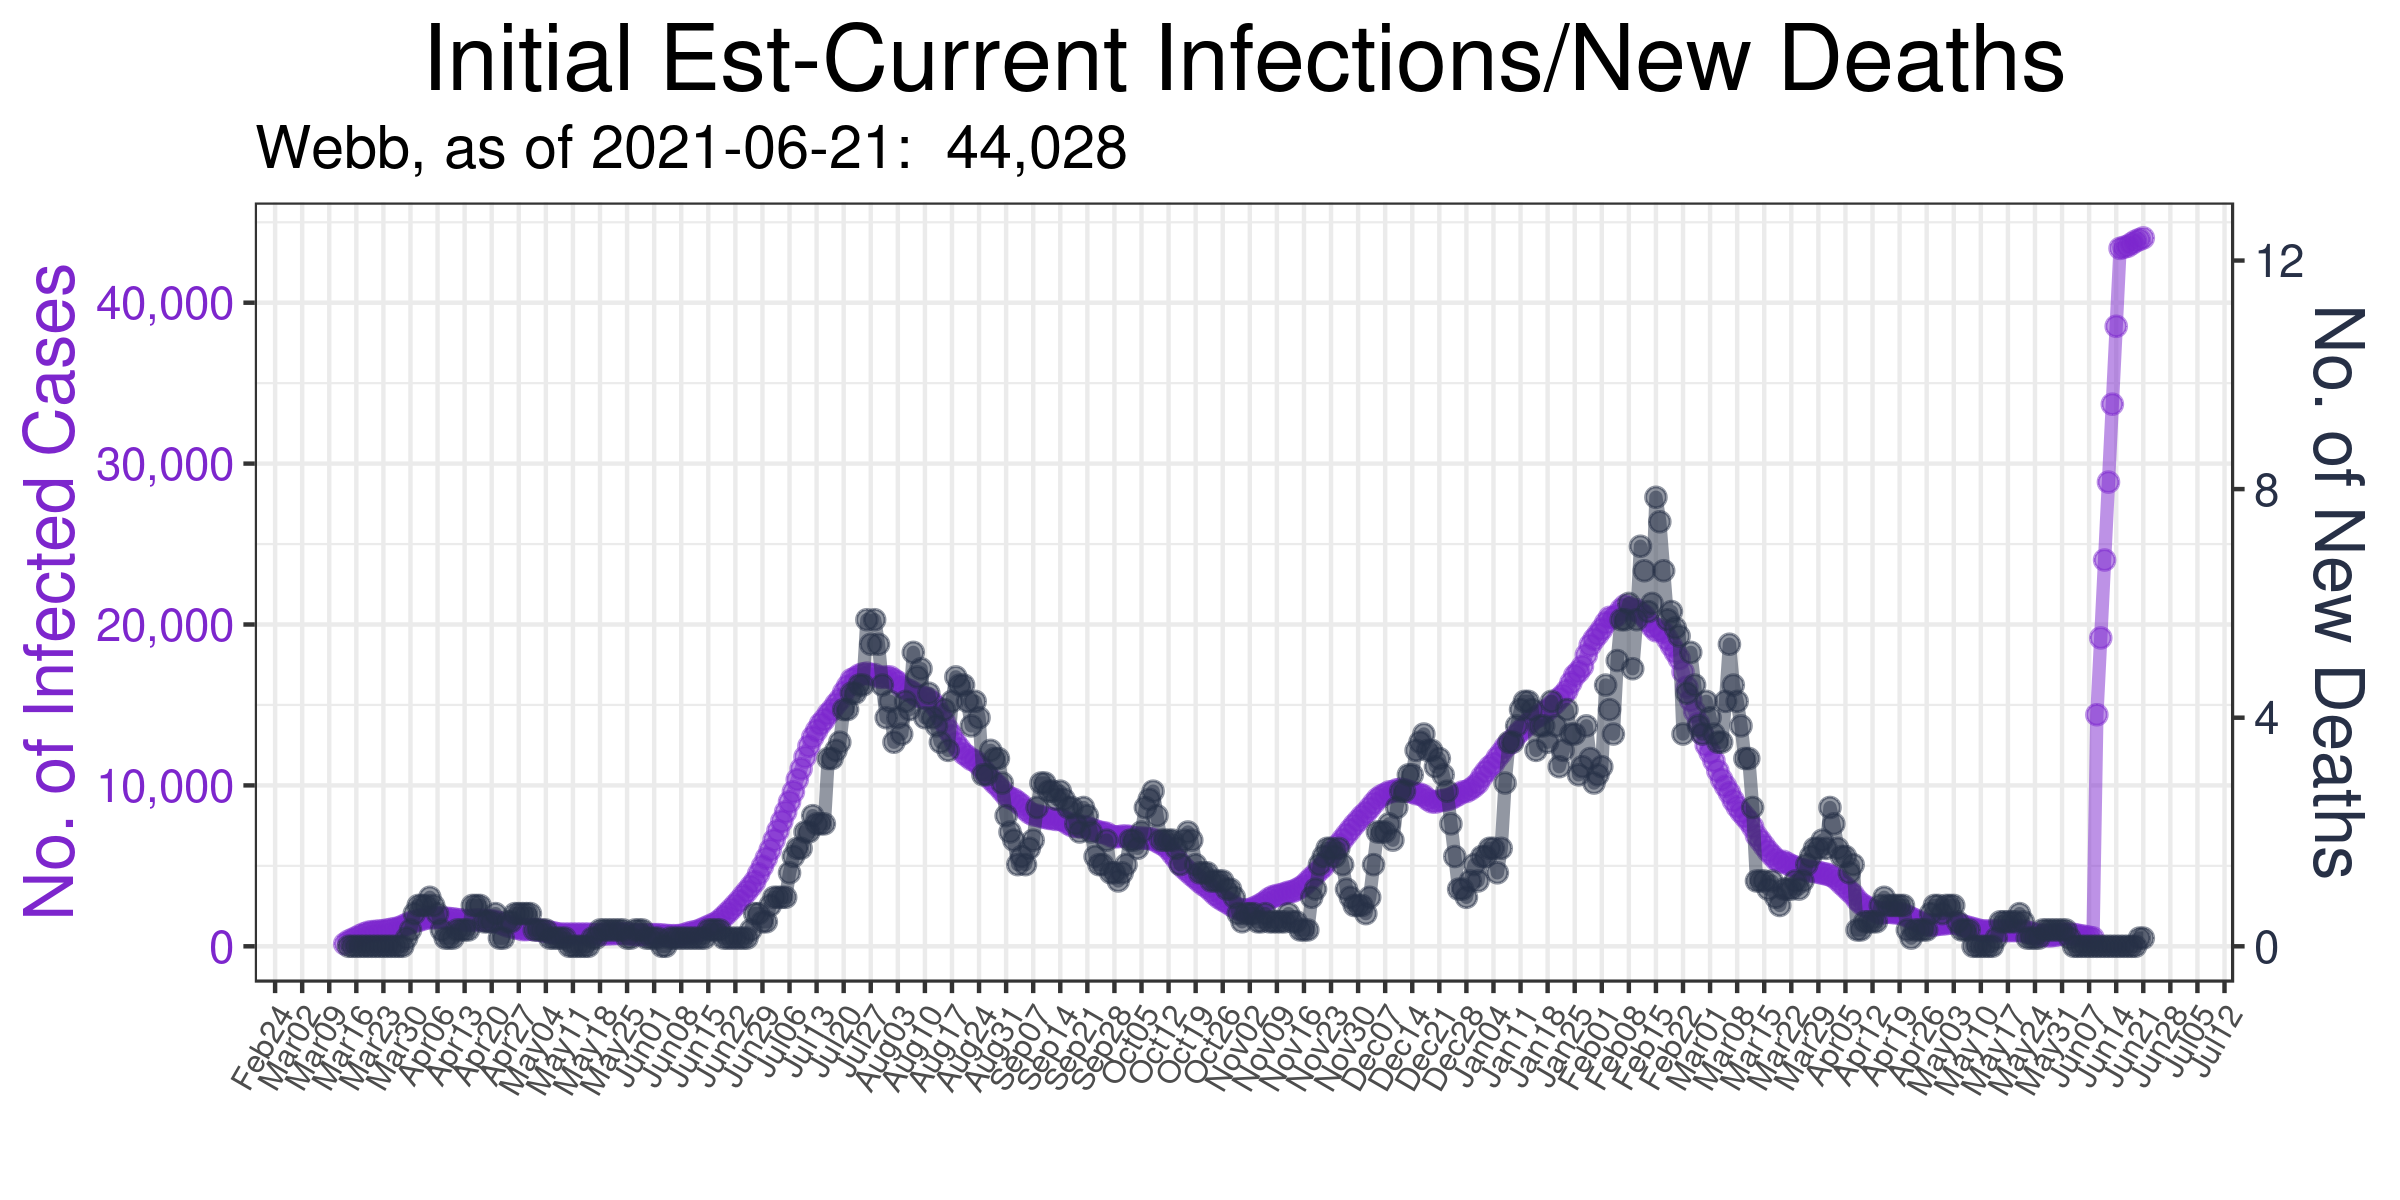 Initial Est-Current Infections/New Deaths
Webb, as of 2021-06-21:  44,028
No. of Infected Cases
40,000
30,000
20,000
10,000
0
12
8
4
0
No. of New Deaths
Feb24
Mar02
Mar09
Mar16
Mar23
Mar30
Apr06
Apr13
Apr20
Apr27
May04
May11
May18
May25
Jun01
Jun08
Jun15
Jun22
Jun29
Jul06
Jul13
Jul20
Jul27
Aug03
Aug10
Aug17
Aug24
Aug31
Sep07
Sep14
Sep21
Sep28
Oct05
Oct12
Oct19
Oct26
Nov02
Nov09
Nov16
Nov23
Nov30
Dec07
Dec14
Dec21
Dec28
Jan04
Jan11
Jan18
Jan25
Feb01
Feb08
Feb15
Feb22
Mar01
Mar08
Mar15
Mar22
Mar29
Apr05
Apr12
Apr19
Apr26
May03
May10
May17
May24
May31
Jun07
Jun14
Jun21
Jun28
Jul05
Jul12